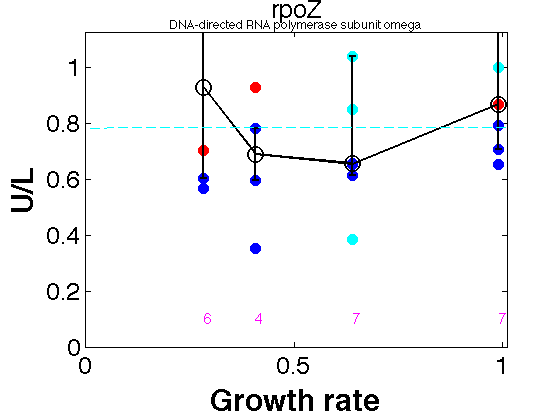 rpoZ
DNA-directed RNA polymerase subunit omega
1
0.8
0.6
0.4
0.2
0
U/L
6 4 7 7
0 0.5 1
Growth rate